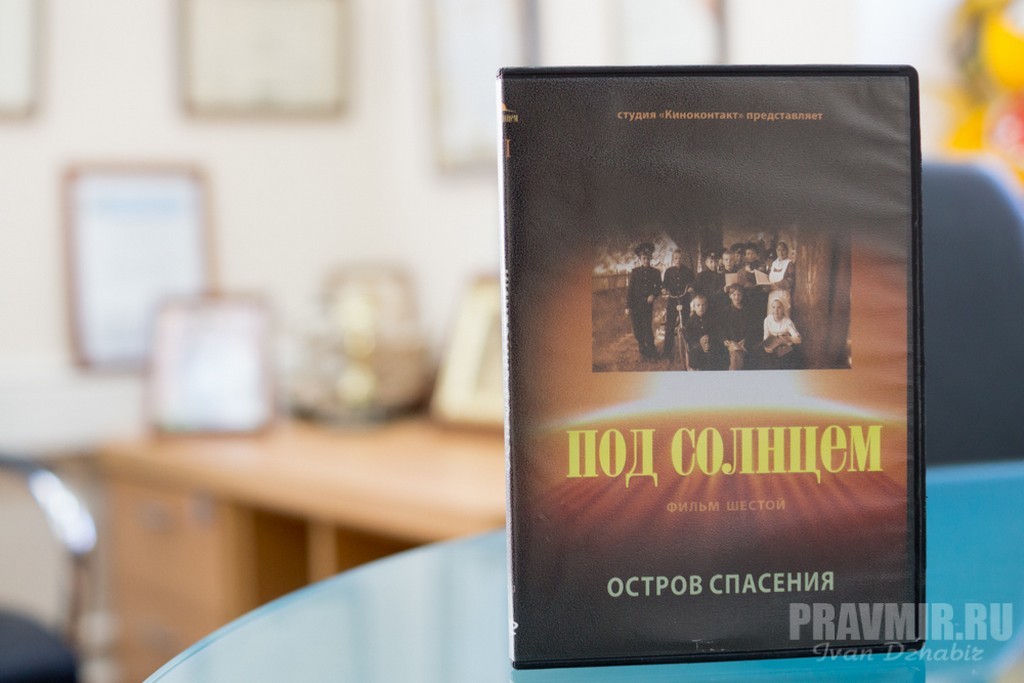 студия «Киноконтакт» представляет
ПОД СОЛНЦЕМ
ФИЛЬМ ШЕСТОЙ
ОСТРОВ СПАСЕНИЯ
PRAVMIR.RU
Ivan Dzhabir